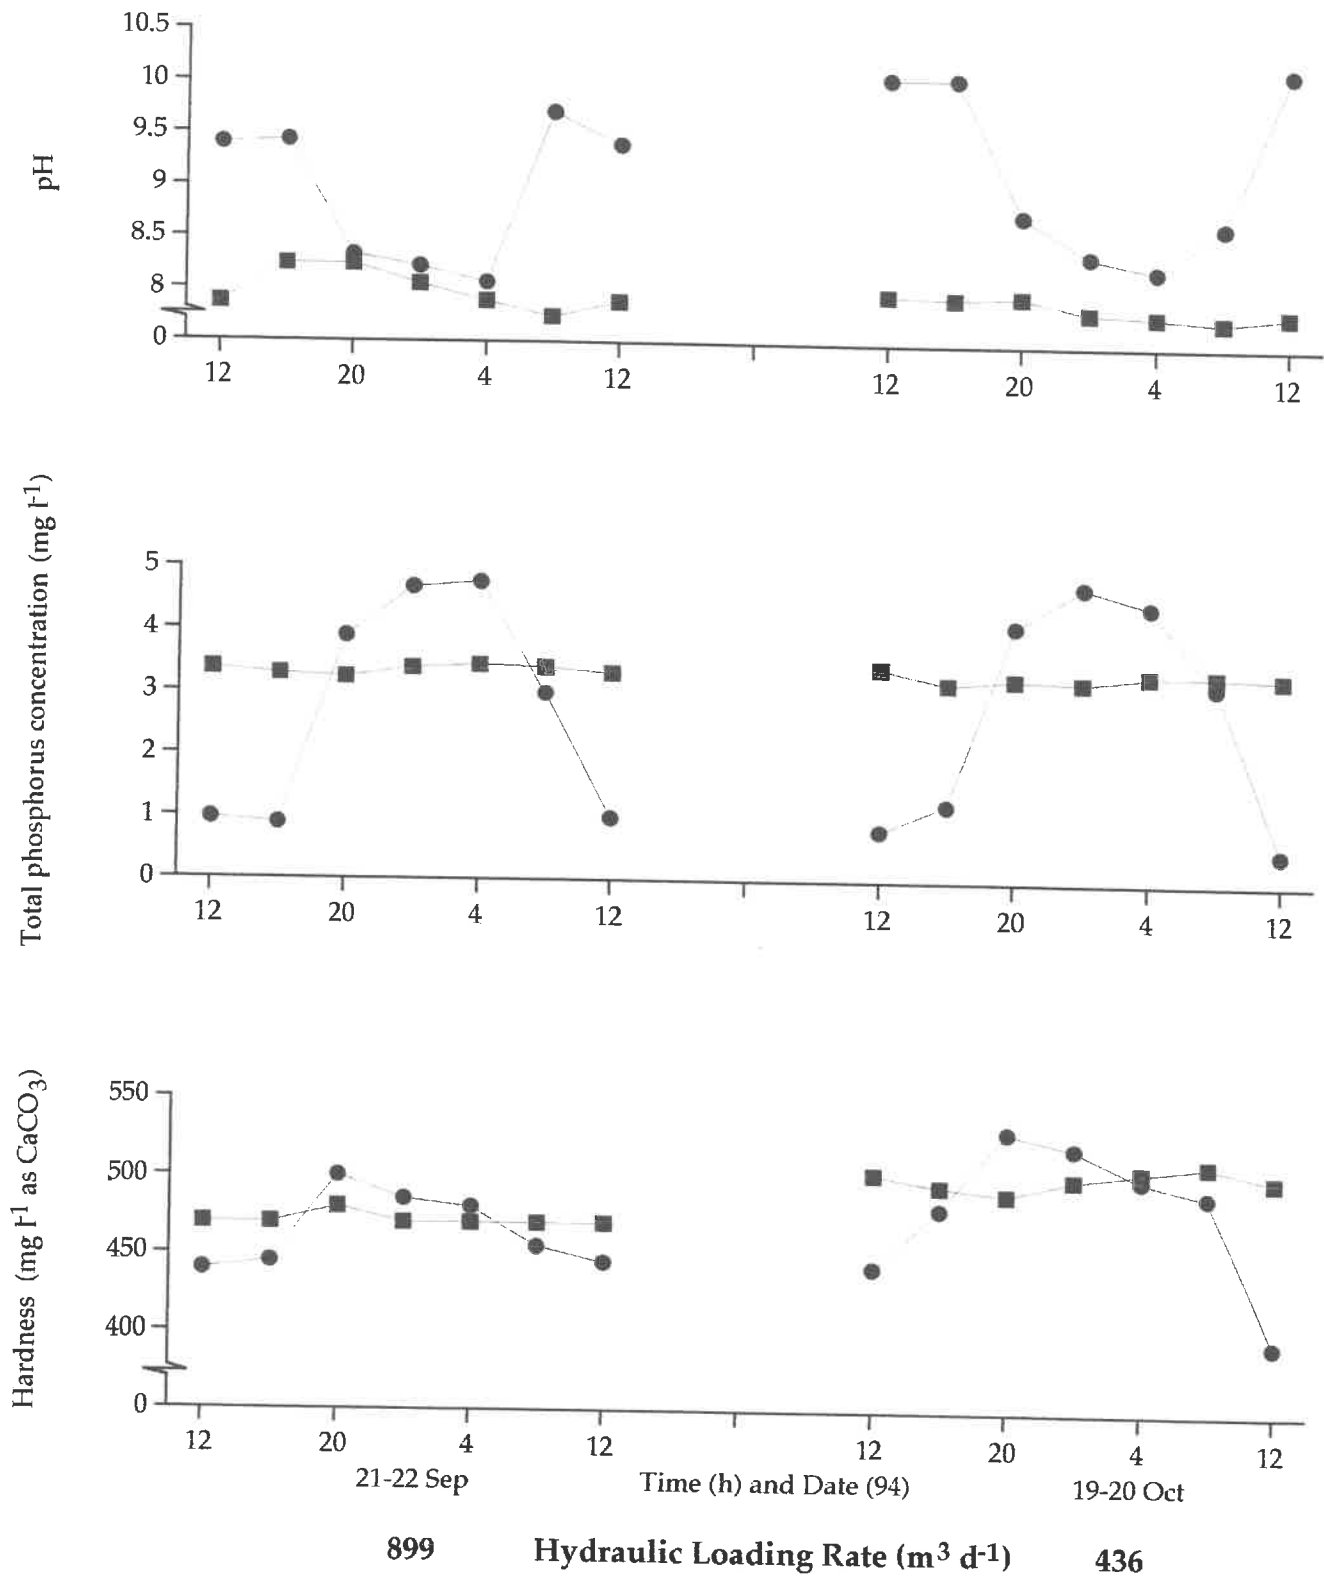 pH
10.5
10
9.5
9
8.5
8
0
12 20 4 12 12 20 4 12
Total phosphorus concentration (mg l-1)
5
4
3
2
1
0
12 20 4 12 12 20 4 12
Hardness (mg l-1 as CaCO3)
550
500
450
400
0
12 20 4 12 12 20 4 12
21-22 Sep Time (h) and Date (94) 19-20 Oct
899 Hydraulic Loading Rate (m3 d-1) 436